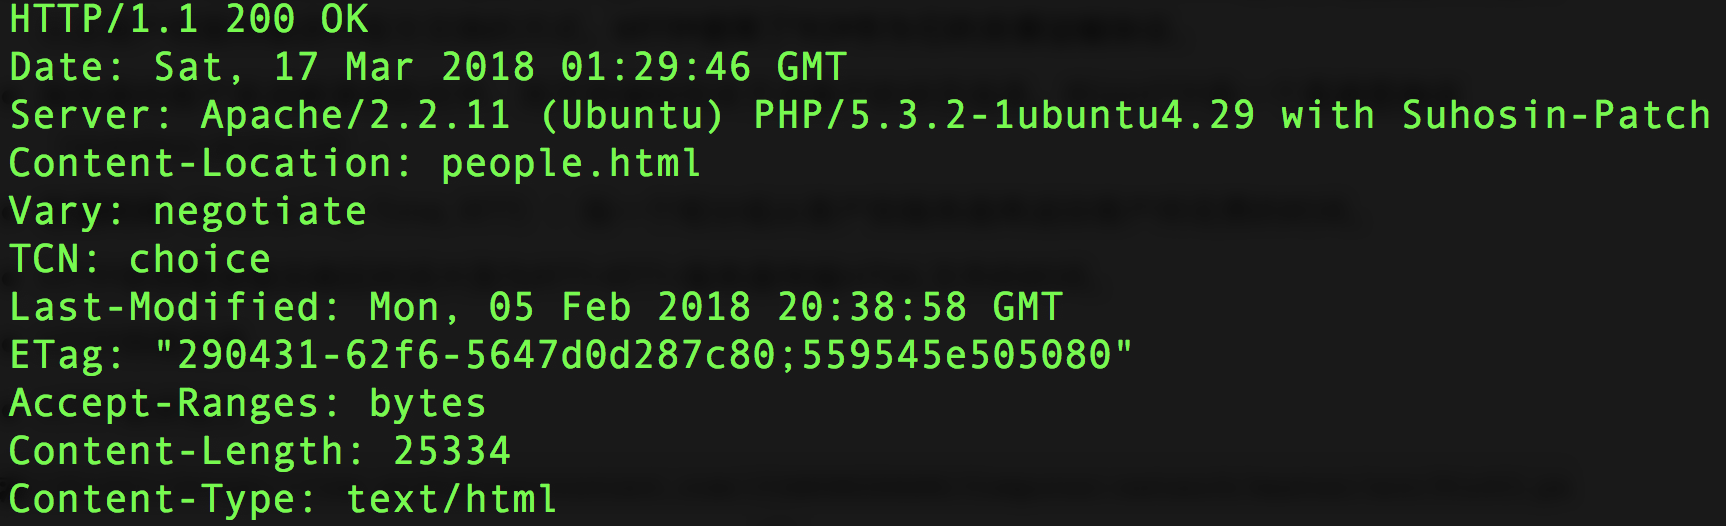 HTTP/1.1 200 OK
Date: Sat, 17 Mar 2018 01:29:46 GMT
Server: Apache/2.2.11 (Ubuntu) PHP/5.3.2-1ubuntu4.29 with Suhosin-Patch
Content-Location: people.html
Vary: negotiate
TCN: choice
Last-Modified: Mon, 05 Feb 2018 20:38:58 GMT
ETag: "290431-62f6-5647d0d287c80;559545e505080"
Accept-Ranges: bytes
Content-Length: 25334
Content-Type: text/html